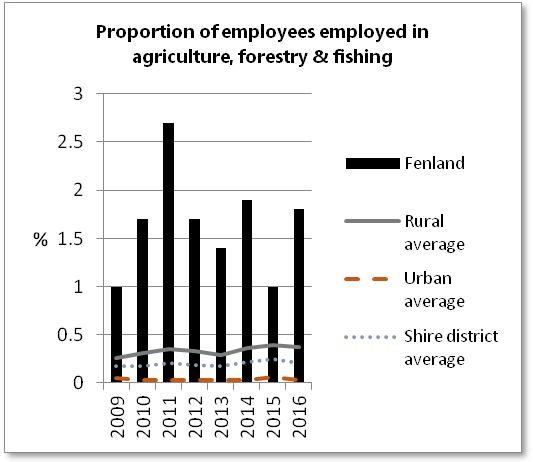 Proportion of employees employed in
agriculture, forestry & fishing
3
2.5
2
1.5
1
0.5
0
%
2009
2010
2011
2012
2013
2014
2015
2016
Fenland
Rural
average
Urban
average
Shire district
average